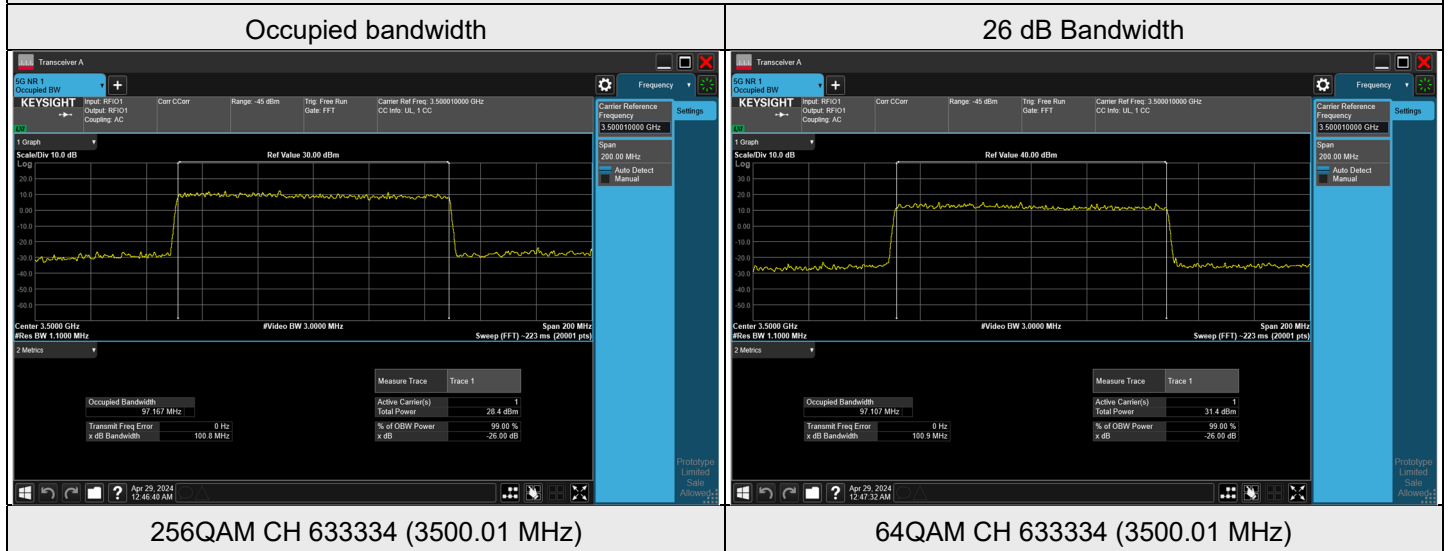 Occupied bandwidth
26 dB Bandwidth
Transceiver A
5G NR 1
Occupied BW
+
Frequency
KEYSIGHT
Input: RFIO1
Output: RFIO1
Coupling: AC
Corr CCorr
Range: -45 dBm
Trig: Free Run
Gate: FFT
Carrier Ref Freq: 3.500010000 GHz
CC Info: UL, 1 CC
LXI
Carrier Reference
Frequency
3.500010000 GHz
Settings
Span
200.00 MHz
Auto Detect
Manual
1 Graph
Scale/Div 10.0 dB
Ref Value 30.00 dBm
Log
20.0
10.0
0.00
-10.0
-20.0
-30.0
-40.0
-50.0
-60.0
Center 3.5000 GHz
#Video BW 3.0000 MHz
Span 200 MHz
#Res BW 1.1000 MHz
Sweep (FFT) ~223 ms (20001 pts)
2 Metrics
Measure Trace Trace 1
Occupied Bandwidth
97.167 MHz
Active Carrier(s) 1
Total Power 28.4 dBm
Transmit Freq Error 0 Hz
x dB Bandwidth 100.8 MHz
% of OBW Power 99.00 %
x dB -26.00 dB
Prototype
Limited
Sale
Allowed
?
Apr 29, 2024
12:46:40 AM
Transceiver A
5G NR 1
Occupied BW
+
Frequency
KEYSIGHT
Input: RFIO1
Output: RFIO1
Coupling: AC
Corr CCorr
Range: -45 dBm
Trig: Free Run
Gate: FFT
Carrier Ref Freq: 3.500010000 GHz
CC Info: UL, 1 CC
LXI
Carrier Reference
Frequency
3.500010000 GHz
Settings
Span
200.00 MHz
Auto Detect
Manual
1 Graph
Scale/Div 10.0 dB
Ref Value 40.00 dBm
Log
30.0
20.0
10.0
0.00
-10.0
-20.0
-30.0
-40.0
-50.0
Center 3.5000 GHz
#Video BW 3.0000 MHz
Span 200 MHz
#Res BW 1.1000 MHz
Sweep (FFT) ~223 ms (20001 pts)
2 Metrics
Measure Trace Trace 1
Occupied Bandwidth
97.107 MHz
Active Carrier(s) 1
Total Power 31.4 dBm
Transmit Freq Error 0 Hz
x dB Bandwidth 100.9 MHz
% of OBW Power 99.00 %
x dB -26.00 dB
Prototype
Limited
Sale
Allowed
?
Apr 29, 2024
12:47:32 AM
256QAM CH 633334 (3500.01 MHz)
64QAM CH 633334 (3500.01 MHz)